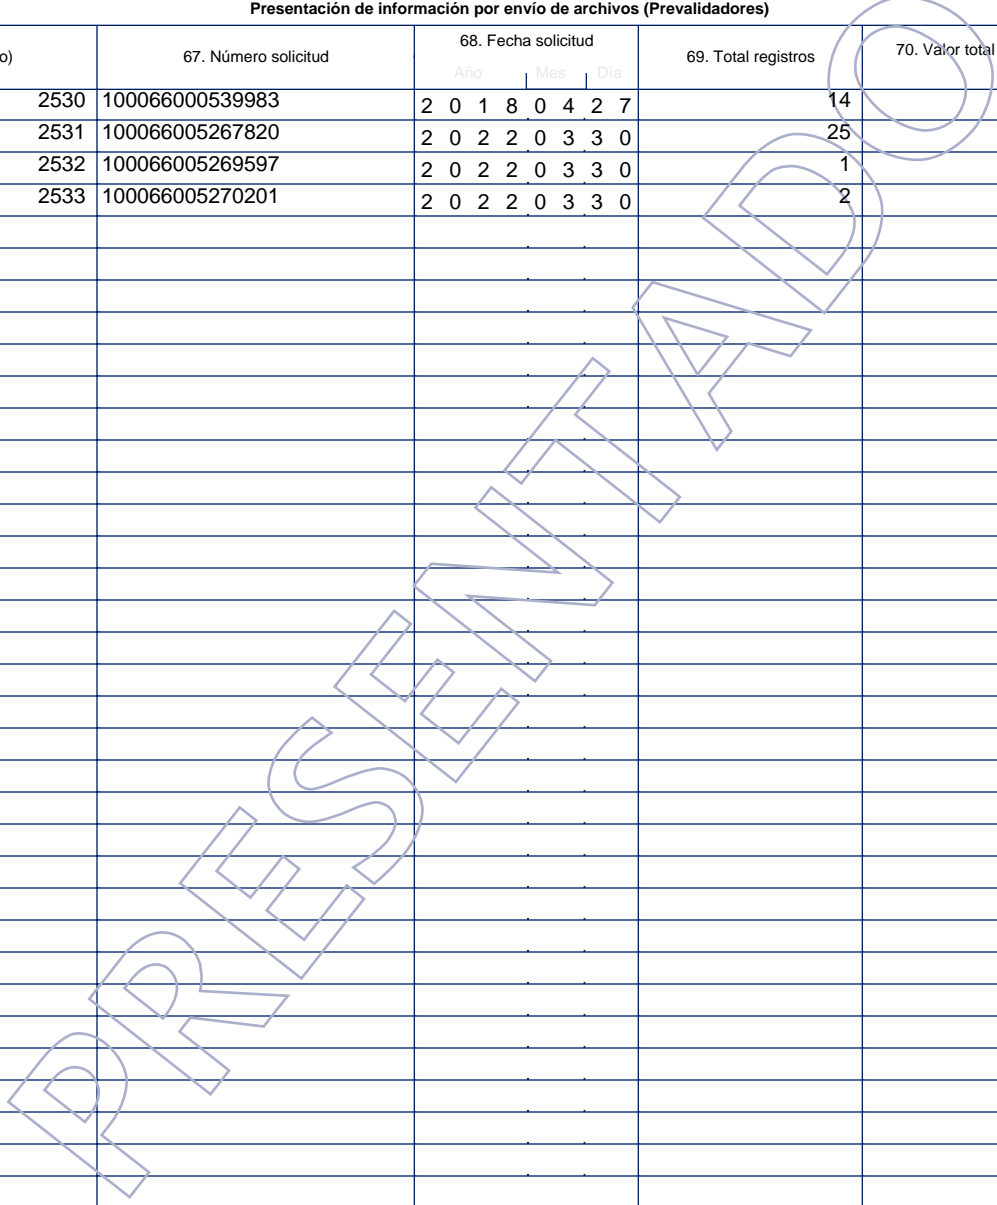 Presentación de información por envío de archivos (Prevalidadores)
o) 67. Número solicitud 68. Fecha solicitud 69. Total registros 70. Valor total
Año Mes Día
2530 100066000539983 2 0 1 8 0 4 2 7 14
2531 100066005267820 2 0 2 2 0 3 3 0 25
2532 100066005269597 2 0 2 2 0 3 3 0 1
2533 100066005270201 2 0 2 2 0 3 3 0 2
PRESENTADO